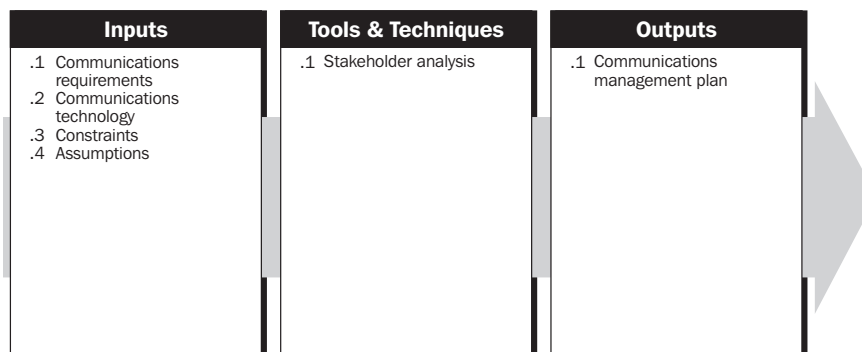 Inputs
.1 Communications
requirements
.2 Communications
technology
.3 Constraints
.4 Assumptions
Tools & Techniques
.1 Stakeholder analysis
Outputs
.1 Communications
management plan